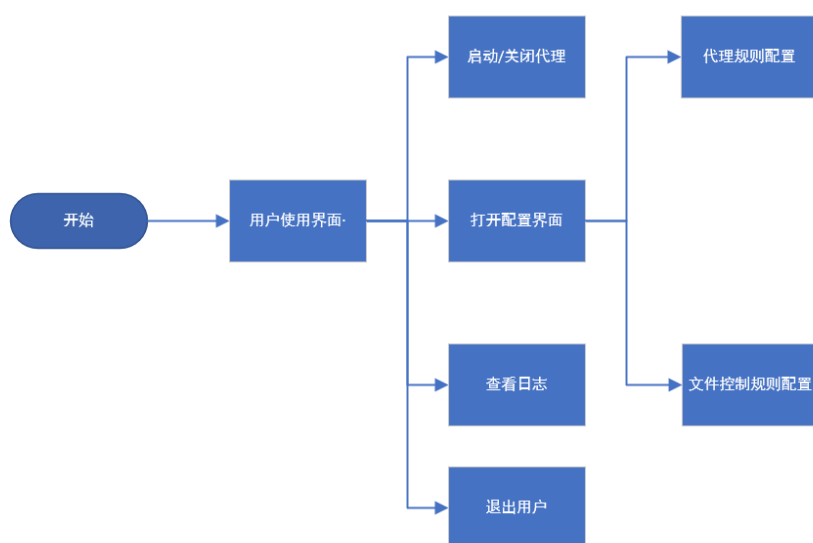 启动/关闭代理
代理规则配置
开始
用户使用界面-
打开配置界面
查看日志
文件控制规则配置
退出用户